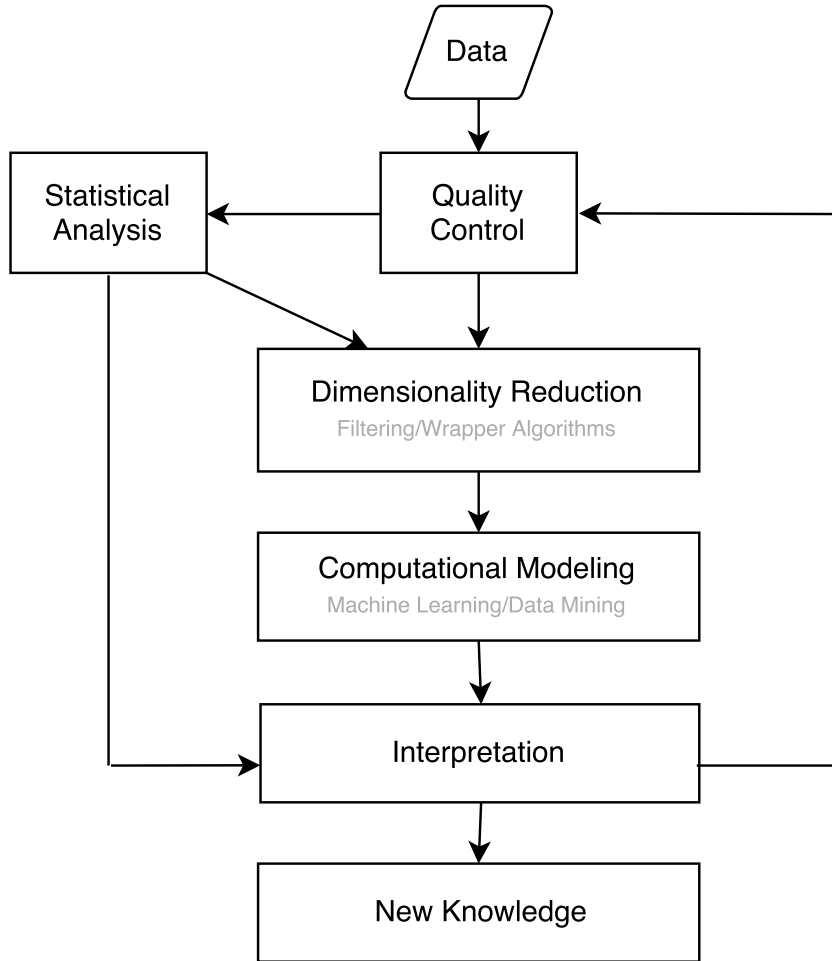 Data
Statistical
Analysis
Quality
Control
Dimensionality Reduction
Filtering/Wrapper Algorithms
Computational Modeling
Machine Learning/Data Mining
Interpretation
New Knowledge